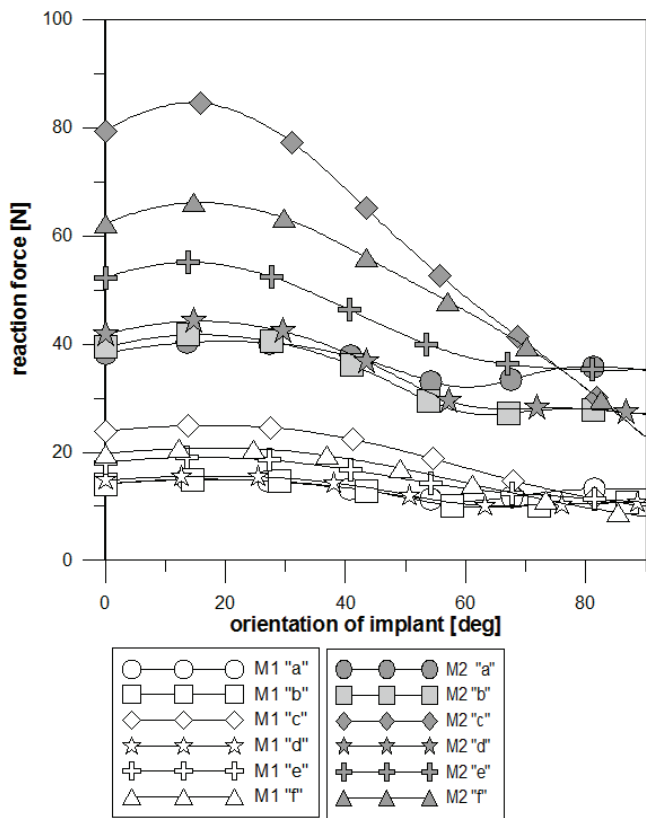 100
80
60
40
20
0
reaction force [N]
0 20 40 60 80
orientation of implant [deg]
M1 "a"
M1 "b"
M1 "c"
M1 "d"
M1 "e"
M1 "f"
M2 "a"
M2 "b"
M2 "c"
M2 "d"
M2 "e"
M2 "f"